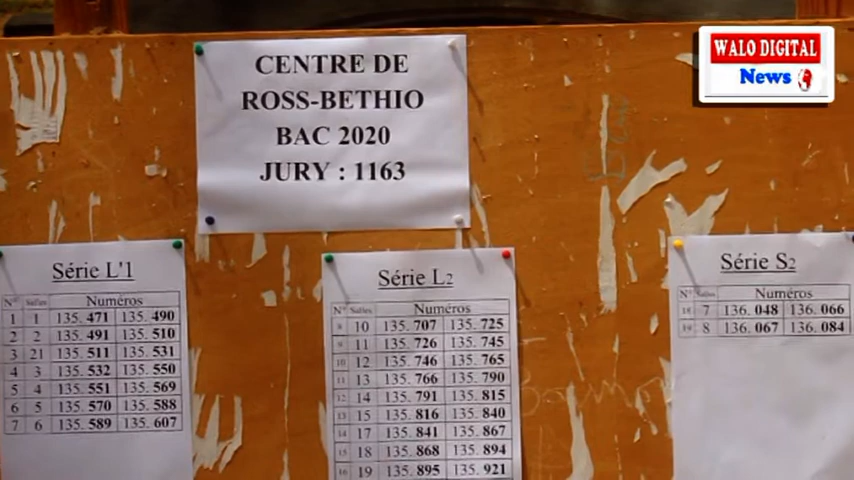 WALO DIGITAL
News
CENTRE DE
ROSS-BETHIO
BAC 2020
JURY : 1163
Série L'1
N° Salles Numéros
1 1 135. 471 135. 490
2 2 135. 491 135. 510
3 21 135. 511 135. 531
4 3 135. 532 135. 550
5 4 135. 551 135. 569
6 5 135. 570 135. 588
7 6 135. 589 135. 607
Série L2
N° Salles Numéros
8 10 135. 707 135. 725
9 11 135. 726 135. 745
10 12 135. 746 135. 765
11 13 135. 766 135. 790
12 14 135. 791 135. 815
13 15 135. 816 135. 840
14 17 135. 841 135. 867
15 18 135. 868 135. 894
16 19 135. 895 135. 921
Série S2
N° Salles Numéros
18 7 136. 048 136. 066
19 8 136. 067 136. 084